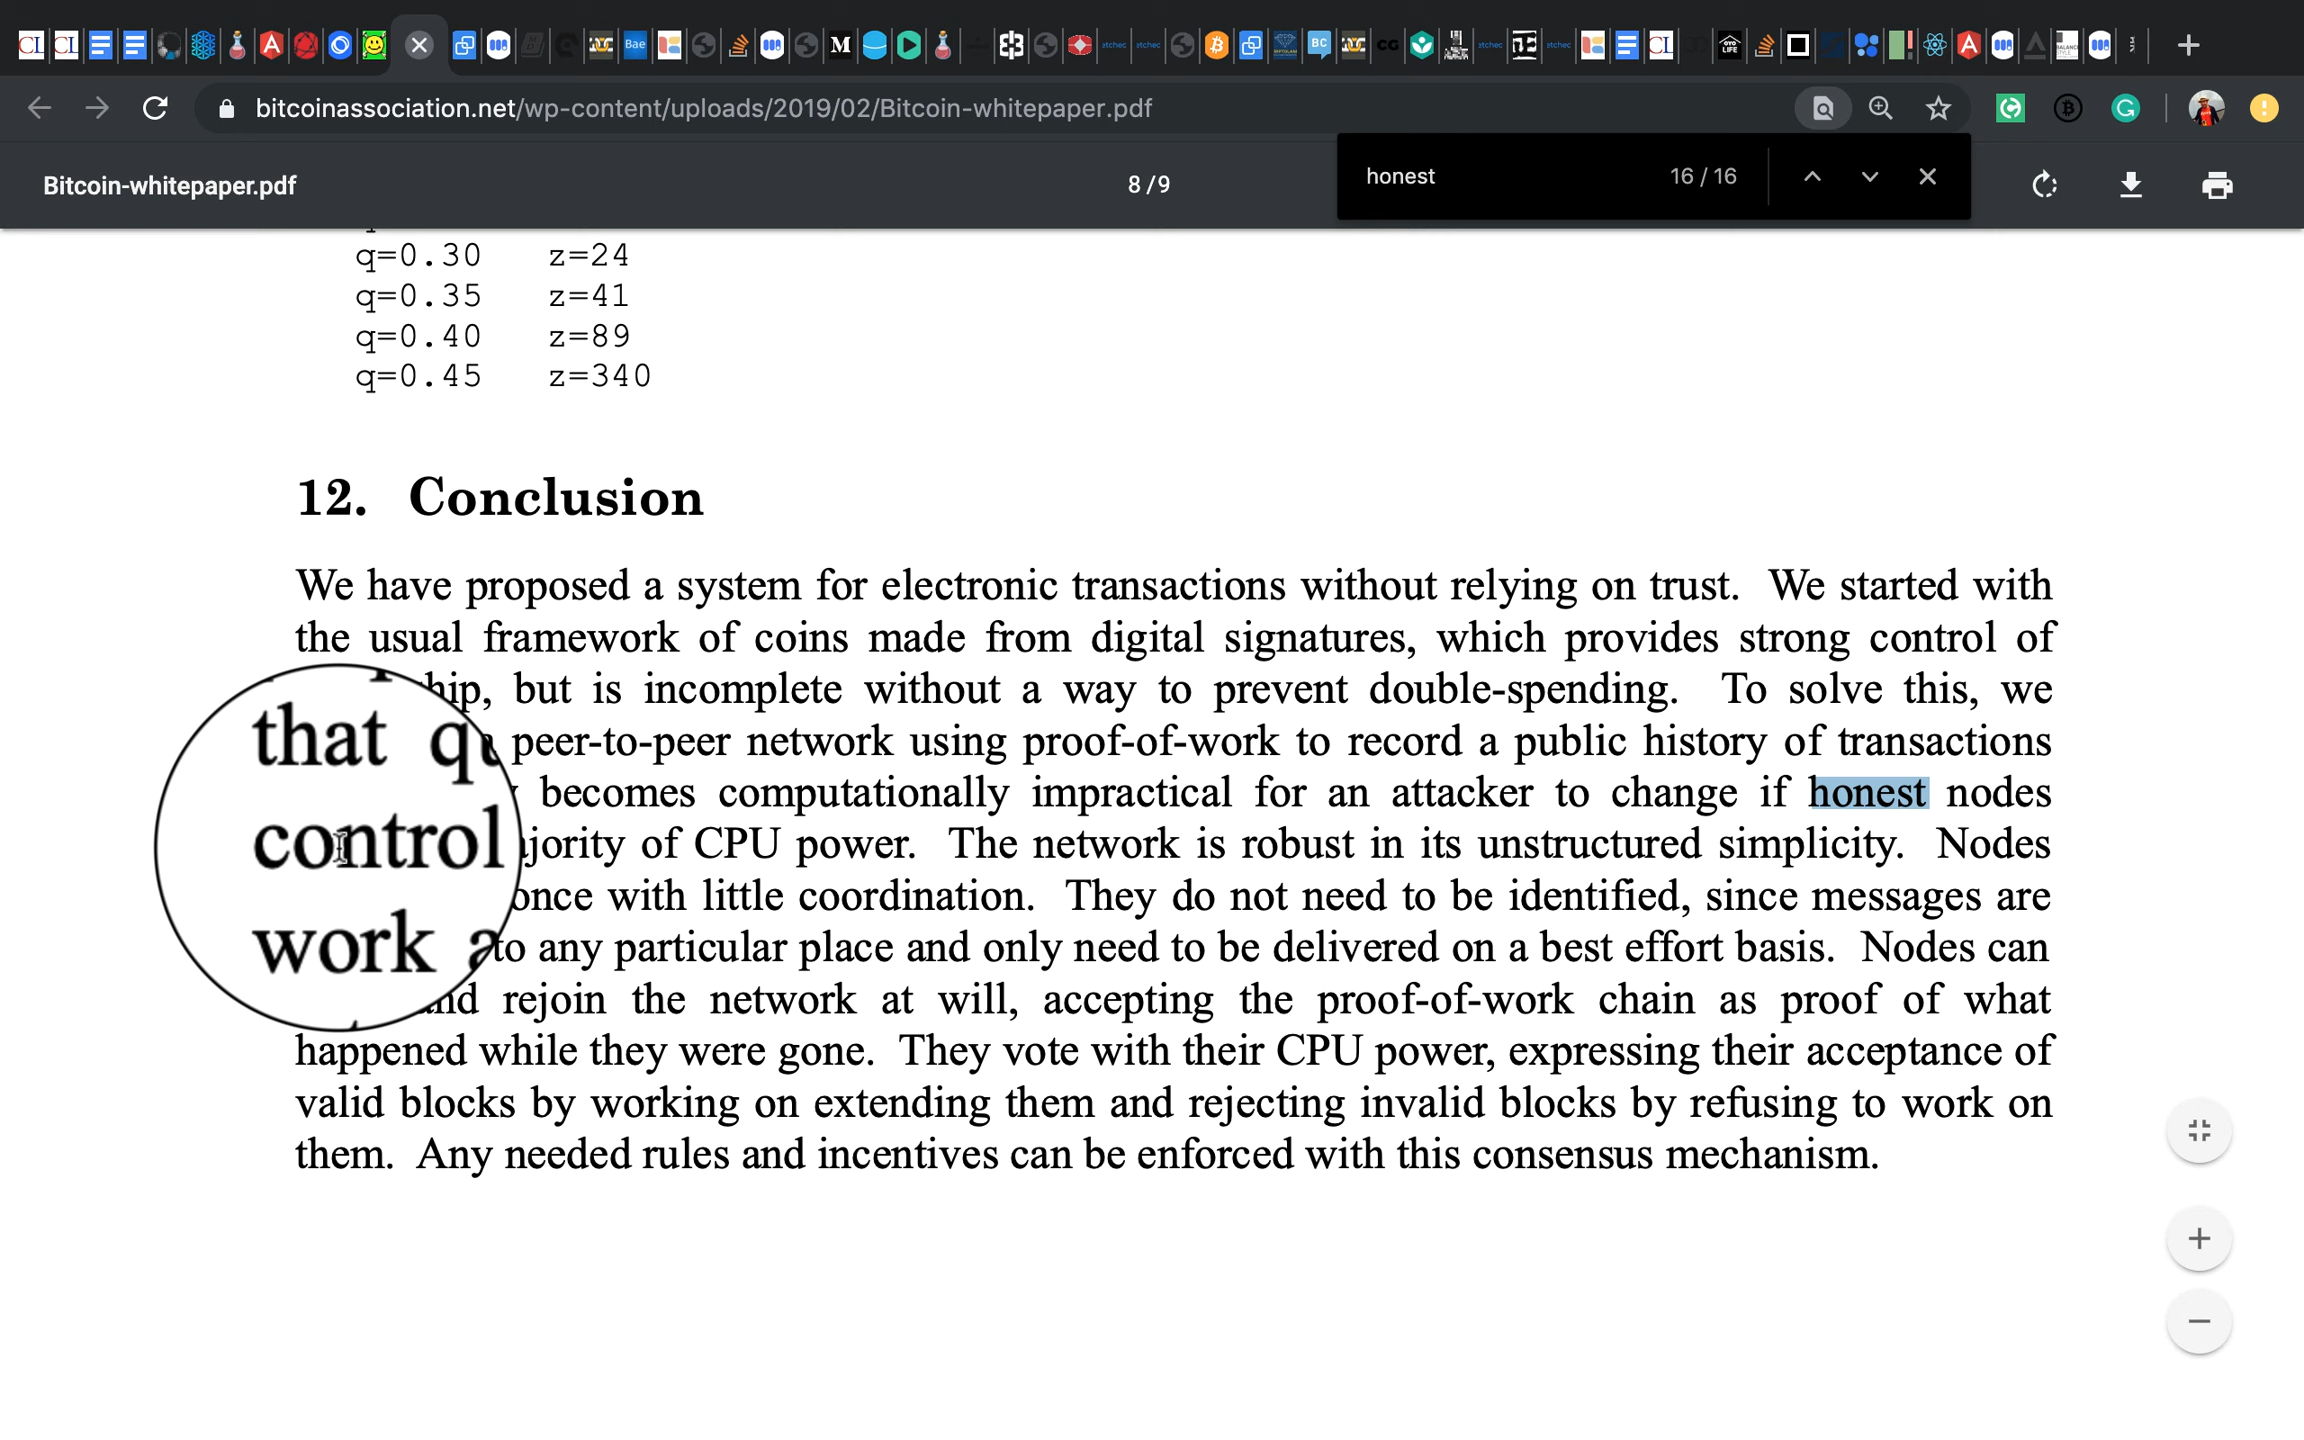 CL CL Bae M BC CG CL OYO LIFE
bitcoinassociation.net/wp-content/uploads/2019/02/Bitcoin-whitepaper.pdf
Bitcoin-whitepaper.pdf 8 / 9 honest 16 / 16
q=0.30 z=24
q=0.35 z=41
q=0.40 z=89
q=0.45 z=340
12. Conclusion
We have proposed a system for electronic transactions without relying on trust. We started with
the usual framework of coins made from digital signatures, which provides strong control of
hip, but is incomplete without a way to prevent double-spending. To solve this, we
that peer-to-peer network using proof-of-work to record a public history of transactions
becomes computationally impractical for an attacker to change if honest nodes
control jority of CPU power. The network is robust in its unstructured simplicity. Nodes
once with little coordination. They do not need to be identified, since messages are
work a to any particular place and only need to be delivered on a best effort basis. Nodes can
nd rejoin the network at will, accepting the proof-of-work chain as proof of what
happened while they were gone. They vote with their CPU power, expressing their acceptance of
valid blocks by working on extending them and rejecting invalid blocks by refusing to work on
them. Any needed rules and incentives can be enforced with this consensus mechanism.